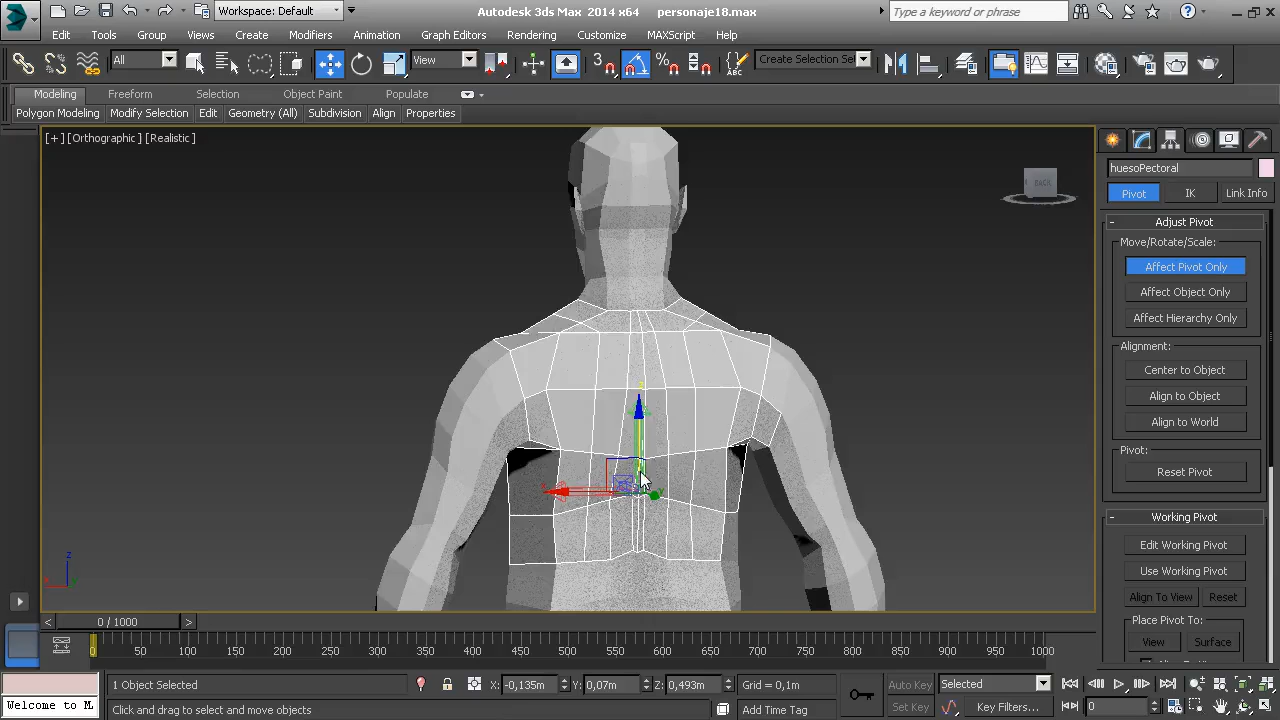 Workspace: Default
Autodesk 3ds Max 2014 x64 personaje18.max
Type a keyword or phrase
Edit Tools Group Views Create Modifiers Animation Graph Editors Rendering Customize MAXScript Help
All View 3 % Create Selection Se
Modeling Freeform Selection Object Paint Populate
Polygon Modeling Modify Selection Edit Geometry (All) Subdivision Align Properties
[+] [Orthographic] [Realistic]
BACK
huesoPectoral
Pivot IK Link Info
- Adjust Pivot
Move/Rotate/Scale:
Affect Pivot Only
Affect Object Only
Affect Hierarchy Only
Alignment:
Center to Object
Align to Object
Align to World
Pivot:
Reset Pivot
- Working Pivot
Edit Working Pivot
Use Working Pivot
Align To View Reset
Place Pivot To:
View Surface
z
x
< 0 / 1000 >
0 50 100 150 200 250 300 350 400 450 500 550 600 650 700 750 800 850 900 950 1000
1 Object Selected X: -0,135m Y: 0,07m Z: 0,493m Grid = 0,1m Auto Key Selected
Welcome to M. Click and drag to select and move objects Add Time Tag Set Key Key Filters... 0